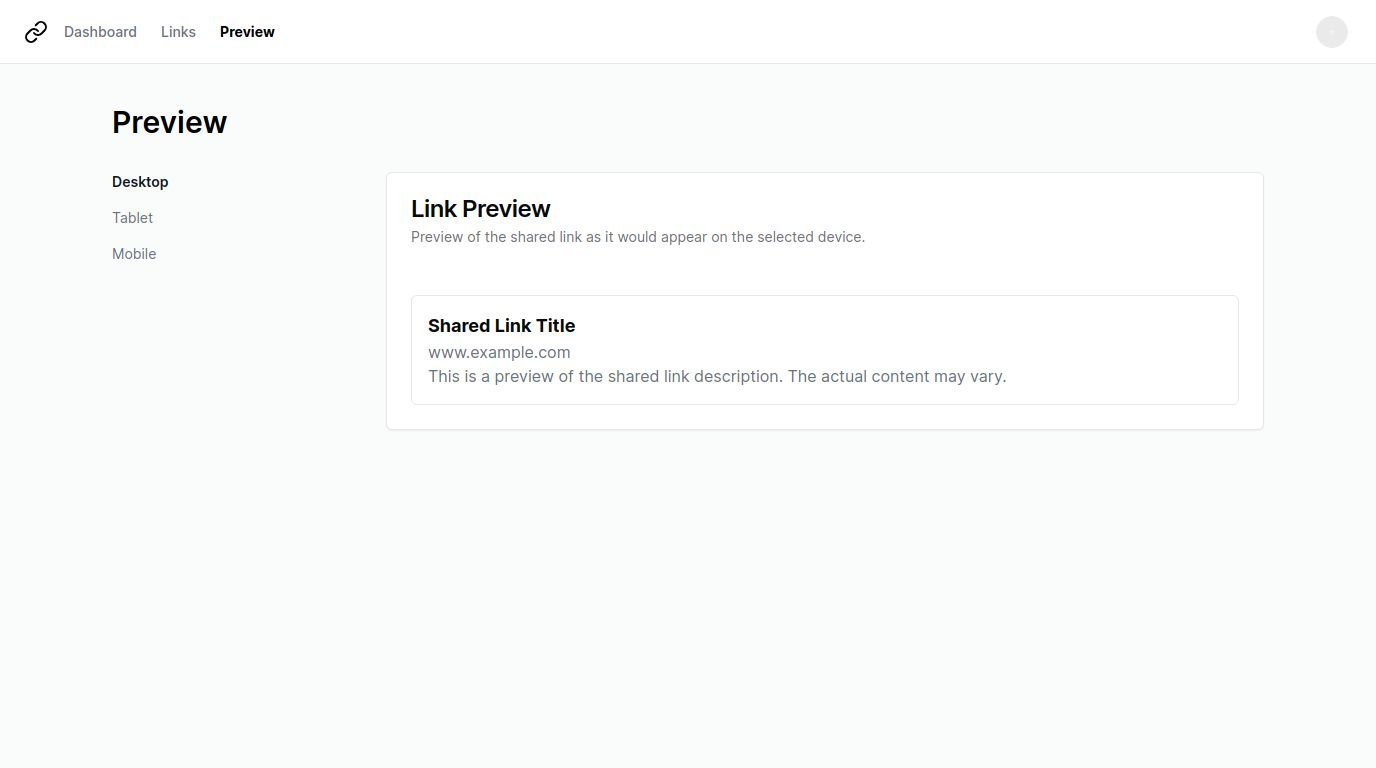 Dashboard Links Preview
Preview
Desktop
Tablet
Mobile
Link Preview
Preview of the shared link as it would appear on the selected device.
Shared Link Title
www.example.com
This is a preview of the shared link description. The actual content may vary.